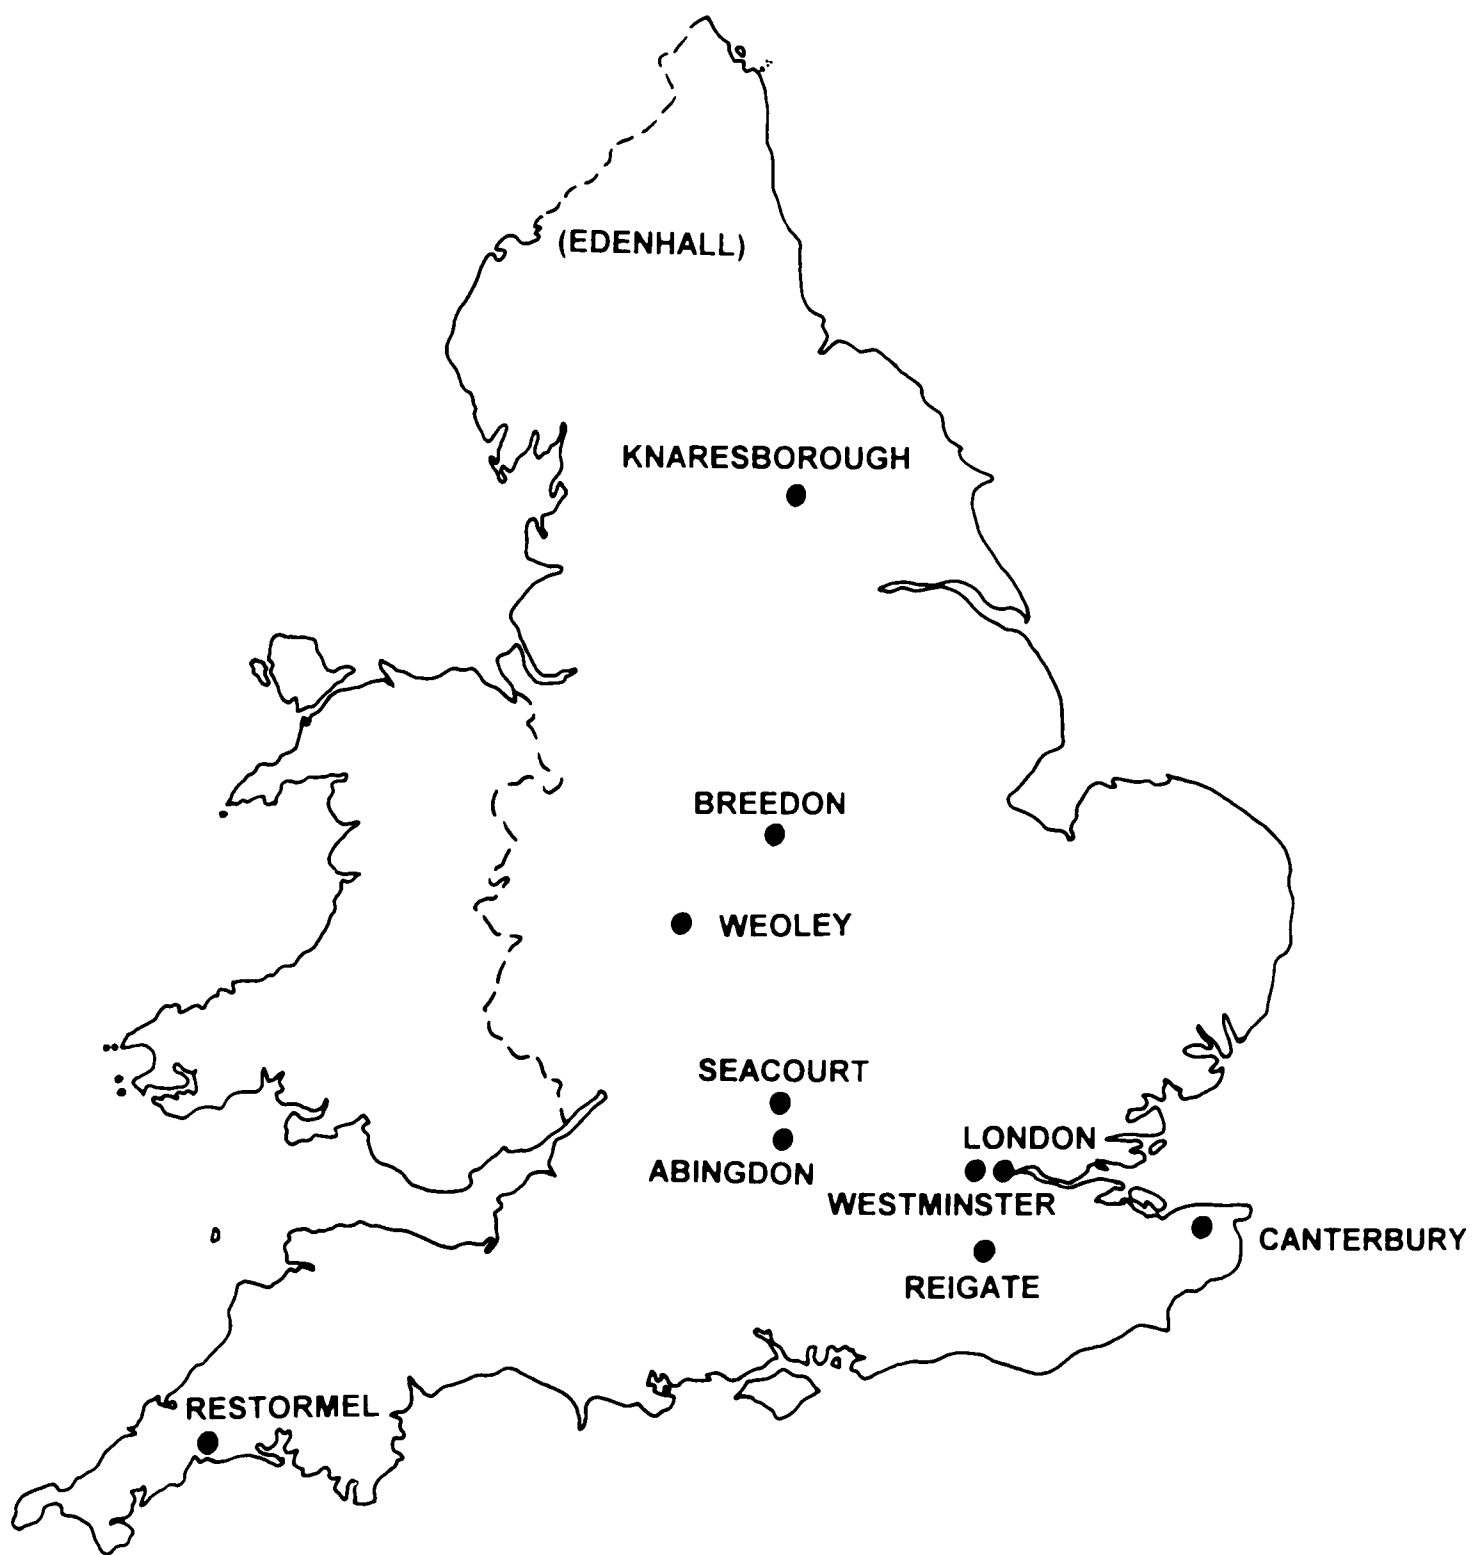 (EDENHALL)
KNARESBOROUGH
BREEDON
WEOLEY
SEACOURT
LONDON
ABINGDON
WESTMINSTER
CANTERBURY
REIGATE
RESTORMEL